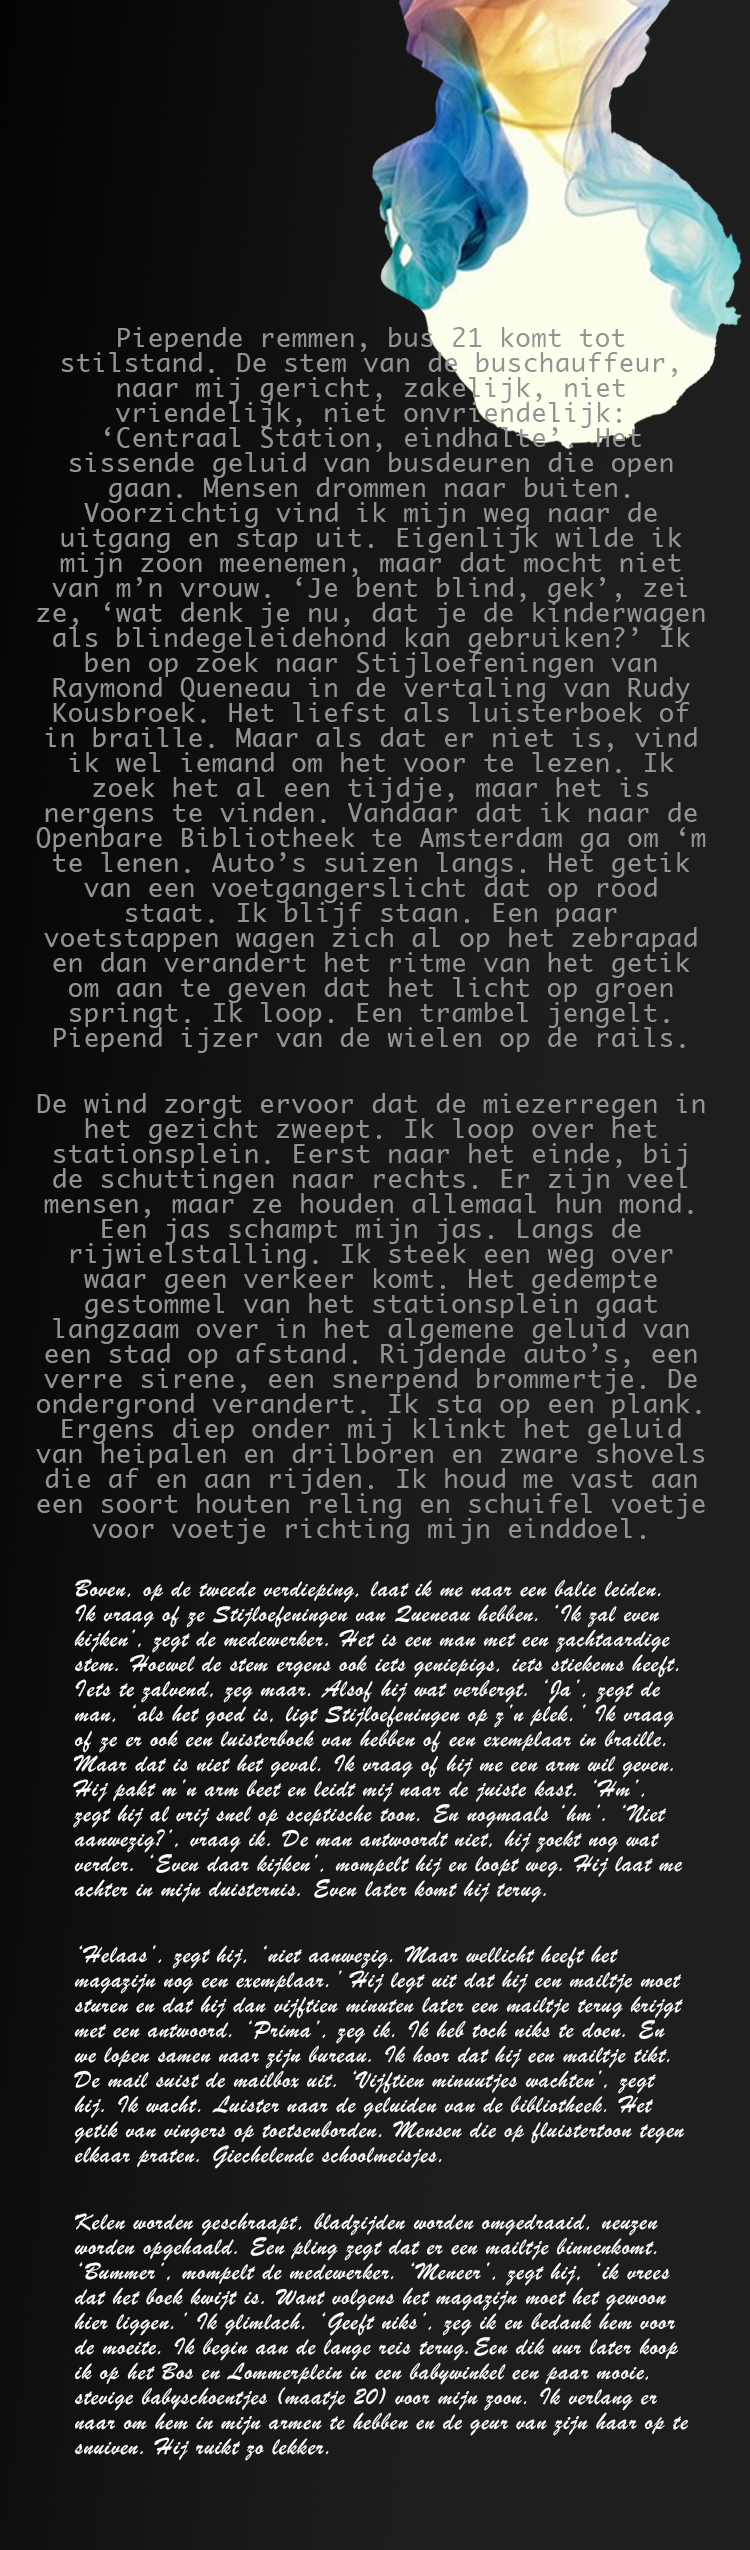 Piepende remmen, bus 21 komt tot
stilstand. De stem van de buschauffeur,
naar mij gericht, zakelijk, niet
vriendelijk, niet onvriendelijk:
‘Centraal Station, eindhalte’. Het
sissende geluid van busdeuren die open
gaan. Mensen drommen naar buiten.
Voorzichtig vind ik mijn weg naar de
uitgang en stap uit. Eigenlijk wilde ik
mijn zoon meenemen, maar dat mocht niet
van m’n vrouw. ‘Je bent blind, gek’, zei
ze, ‘wat denk je nu, dat je de kinderwagen
als blindegeleidehond kan gebruiken?’ Ik
ben op zoek naar Stijloefeningen van
Raymond Queneau in de vertaling van Rudy
Kousbroek. Het liefst als luisterboek of
in braille. Maar als dat er niet is, vind
ik wel iemand om het voor te lezen. Ik
zoek het al een tijdje, maar het is
nergens te vinden. Vandaar dat ik naar de
Openbare Bibliotheek te Amsterdam ga om ‘m
te lenen. Auto’s suizen langs. Het getik
van een voetgangerslicht dat op rood
staat. Ik blijf staan. Een paar
voetstappen wagen zich al op het zebrapad
en dan verandert het ritme van het getik
om aan te geven dat het licht op groen
springt. Ik loop. Een trambel jengelt.
Piepend ijzer van de wielen op de rails.
De wind zorgt ervoor dat de miezerregen in
het gezicht zweept. Ik loop over het
stationsplein. Eerst naar het einde, bij
de schuttingen naar rechts. Er zijn veel
mensen, maar ze houden allemaal hun mond.
Een jas schampt mijn jas. Langs de
rijwielstalling. Ik steek een weg over
waar geen verkeer komt. Het gedempte
gestommel van het stationsplein gaat
langzaam over in het algemene geluid van
een stad op afstand. Rijdende auto’s, een
verre sirene, een snerpend brommertje. De
ondergrond verandert. Ik sta op een plank.
Ergens diep onder mij klinkt het geluid
van heipalen en drilboren en zware shovels
die af en aan rijden. Ik houd me vast aan
een soort houten reling en schuifel voetje
voor voetje richting mijn einddoel.
Boven, op de tweede verdieping, laat ik me naar een balie leiden.
Ik vraag of ze Stijloefeningen van Queneau hebben. ‘Ik zal even
kijken’, zegt de medewerker. Het is een man met een zachtaardige
stem. Hoewel de stem ergens ook iets geniepigs, iets stiekems heeft.
Iets te zalvend, zeg maar. Alsof hij wat verbergt. ‘Ja’, zegt de
man, ‘als het goed is, ligt Stijloefeningen op z’n plek.’ Ik vraag
of ze er ook een luisterboek van hebben of een exemplaar in braille.
Maar dat is niet het geval. Ik vraag of hij me een arm wil geven.
Hij pakt m’n arm beet en leidt mij naar de juiste kast. ‘Hm’,
zegt hij al vrij snel op sceptische toon. En nogmaals ‘hm’. ‘Niet
aanwezig?’, vraag ik. De man antwoordt niet, hij zoekt nog wat
verder. ‘Even daar kijken’, mompelt hij en loopt weg. Hij laat me
achter in mijn duisternis. Even later komt hij terug.
‘Helaas’, zegt hij, ‘niet aanwezig. Maar wellicht heeft het
magazijn nog een exemplaar.’ Hij legt uit dat hij een mailtje moet
sturen en dat hij dan vijftien minuten later een mailtje terug krijgt
met een antwoord. ‘Prima’, zeg ik. Ik heb toch niks te doen. En
we lopen samen naar zijn bureau. Ik hoor dat hij een mailtje tikt.
De mail suist de mailbox uit. ‘Vijftien minuutjes wachten’, zegt
hij. Ik wacht. Luister naar de geluiden van de bibliotheek. Het
getik van vingers op toetsenborden. Mensen die op fluistertoon tegen
elkaar praten. Giechelende schoolmeisjes.
Kelen worden geschraapt, bladzijden worden omgedraaid, neuzen
worden opgehaald. Een pling zegt dat er een mailtje binnenkomt.
‘Bummer’, mompelt de medewerker. ‘Meneer’, zegt hij, ‘ik vrees
dat het boek kwijt is. Want volgens het magazijn moet het gewoon
hier liggen.’ Ik glimlach. ‘Geeft niks’, zeg ik en bedank hem voor
de moeite. Ik begin aan de lange reis terug.Een dik uur later koop
ik op het Bos en Lommerplein in een babywinkel een paar mooie,
stevige babyschoentjes (maatje 20) voor mijn zoon. Ik verlang er
naar om hem in mijn armen te hebben en de geur van zijn haar op te
snuiven. Hij ruikt zo lekker.